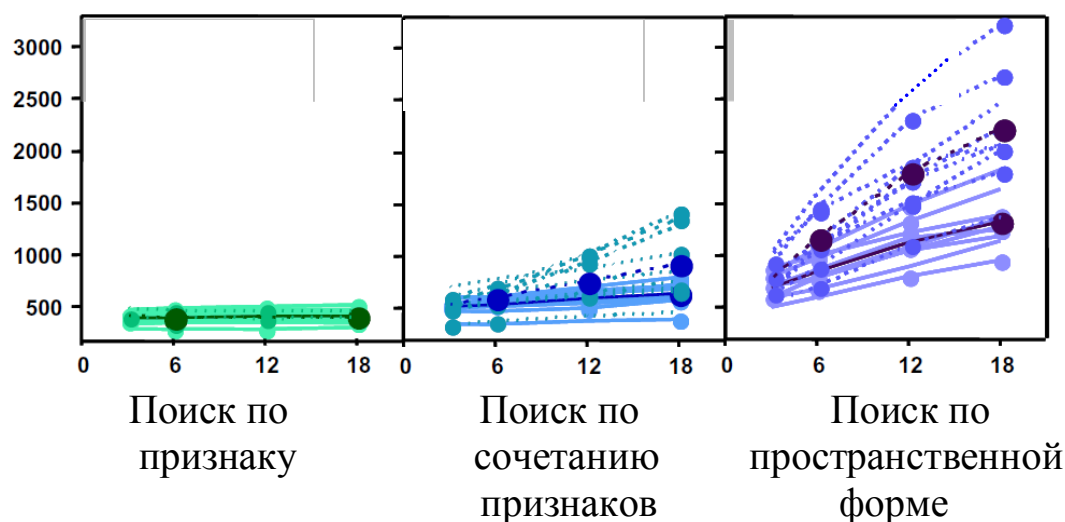 3000
2500
2000
1500
1000
500
0 6 12 18 0 6 12 18 0 6 12 18
Поиск по
признаку
Поиск по
сочетанию
признаков
Поиск по
пространственной
форме